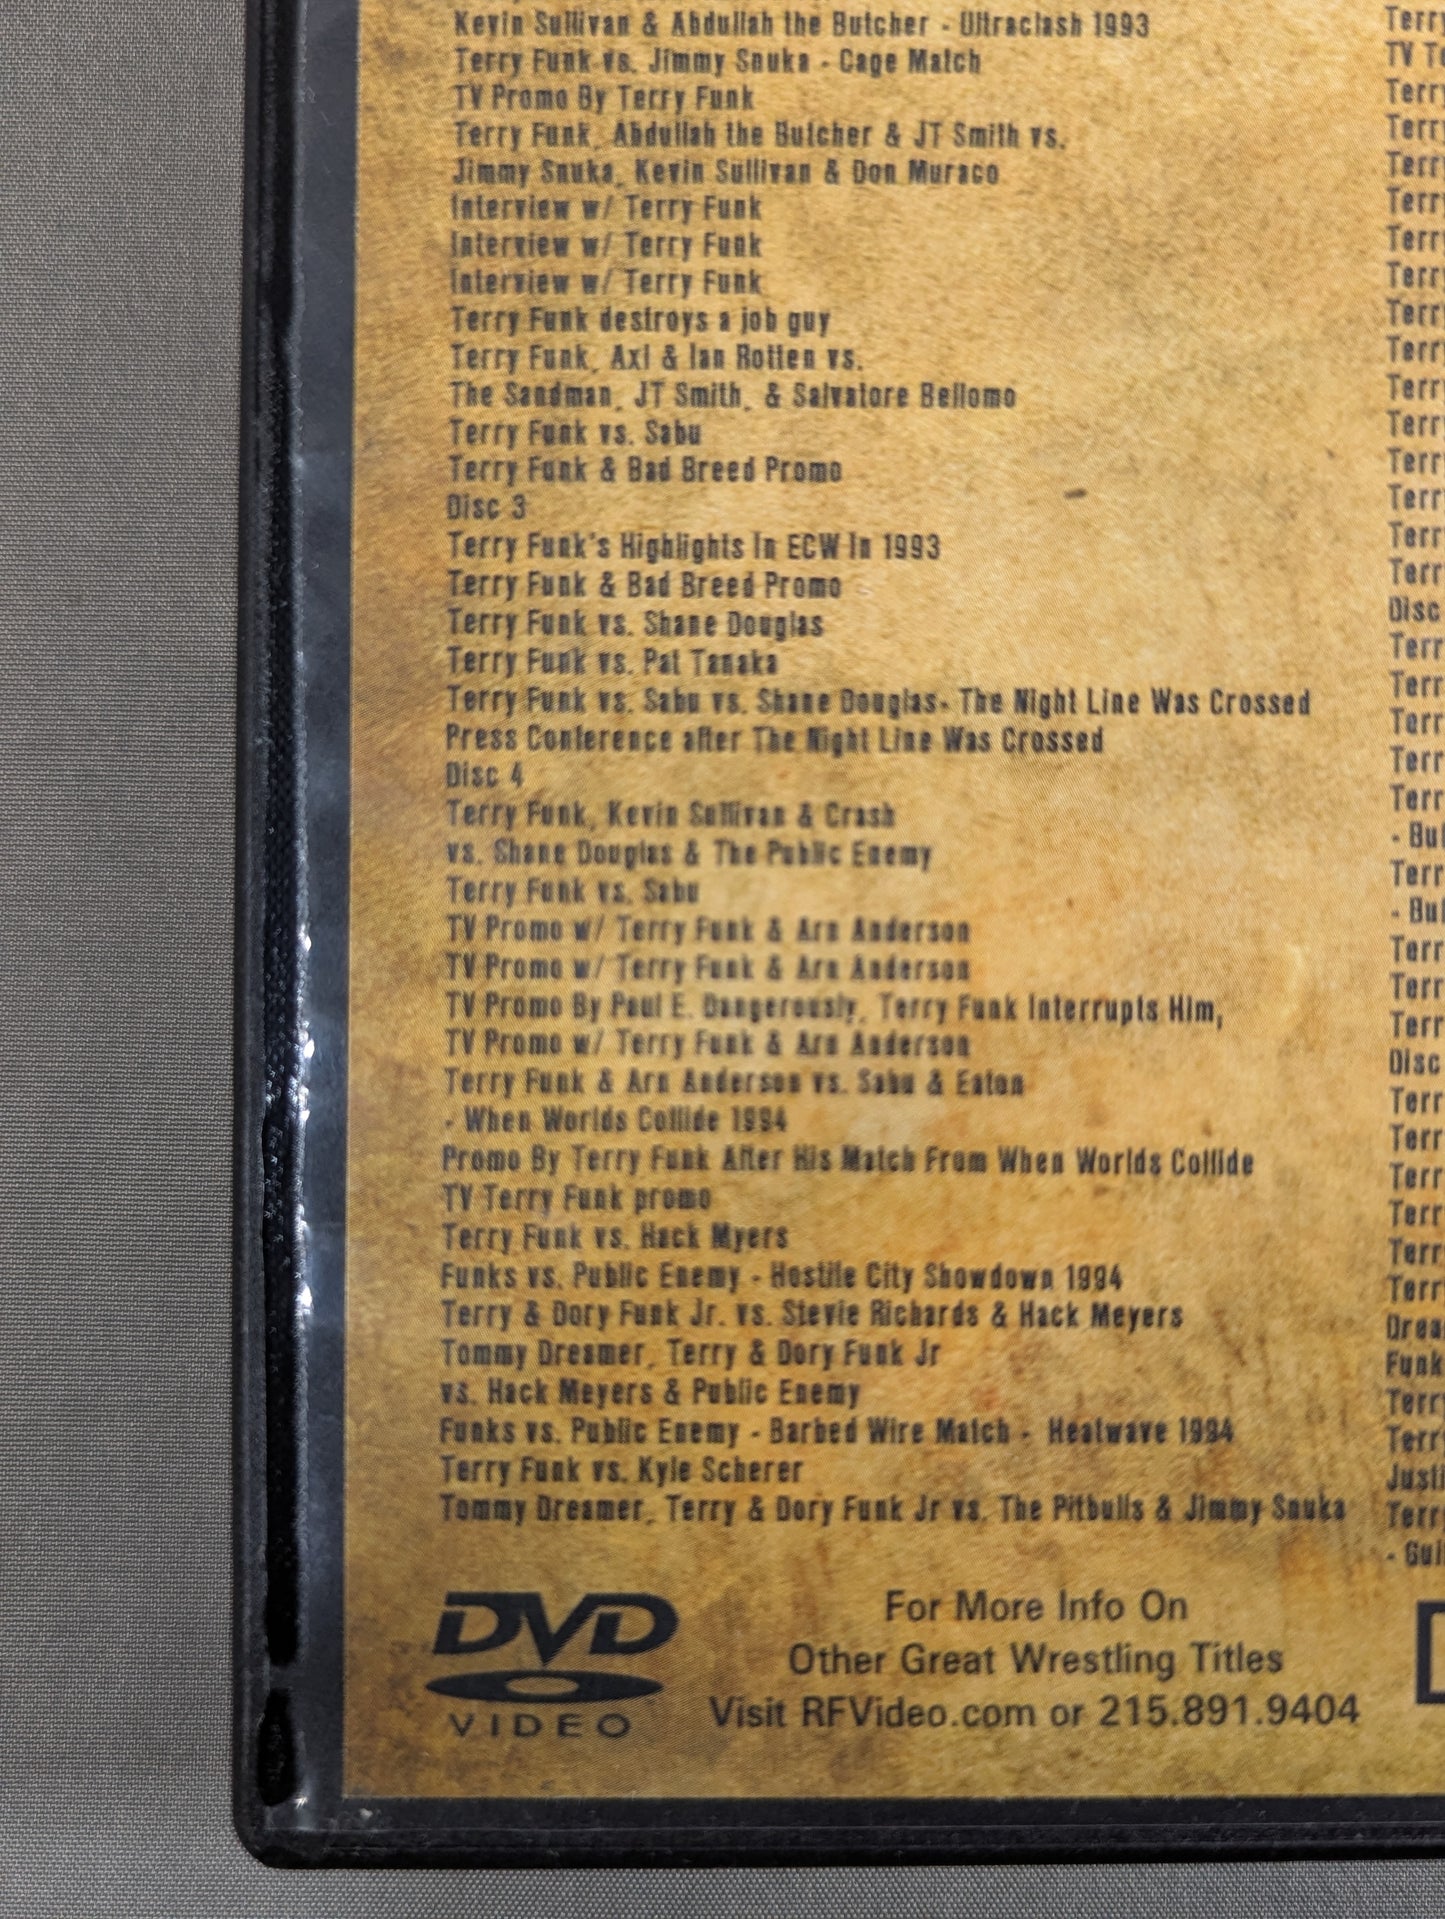 Kevin Sullivan & Abdullah the Butcher - Ultraclash 1993
Terry Funk vs. Jimmy Snuka - Cage Match
TV Promo By Terry Funk
Terry Funk, Abdullah the Butcher & JT Smith vs.
Jimmy Snuka, Kevin Sullivan & Don Muraco
Interview w/ Terry Funk
Interview w/ Terry Funk
Interview w/ Terry Funk
Terry Funk destroys a job guy
Terry Funk, Axl & Ian Rotten vs.
The Sandman, JT Smith, & Salvatore Bellomo
Terry Funk vs. Sabu
Terry Funk & Bad Breed Promo
Disc 3
Terry Funk's Highlights In ECW In 1993
Terry Funk & Bad Breed Promo
Terry Funk vs. Shane Douglas
Terry Funk vs. Pat Tanaka
Terry Funk vs. Sabu vs. Shane Douglas- The Night Line Was Crossed
Press Conference after The Night Line Was Crossed
Disc 4
Terry Funk, Kevin Sullivan & Crash
vs. Shane Douglas & The Public Enemy
Terry Funk vs. Sabu
TV Promo w/ Terry Funk & Arn Anderson
TV Promo w/ Terry Funk & Arn Anderson
TV Promo By Paul E. Dangerously, Terry Funk Interrupts Him,
TV Promo w/ Terry Funk & Arn Anderson
Terry Funk & Arn Anderson vs. Sabu & Eaton
- When Worlds Collide 1994
Promo By Terry Funk After His Match From When Worlds Collide
TV Terry Funk promo
Terry Funk vs. Hack Myers
Funks vs. Public Enemy - Hostile City Showdown 1994
Terry & Dory Funk Jr. vs. Stevie Richards & Hack Meyers
Tommy Dreamer, Terry & Dory Funk Jr
vs. Hack Meyers & Public Enemy
Funks vs. Public Enemy - Barbed Wire Match - Heatwave 1994
Terry Funk vs. Kyle Scherer
Tommy Dreamer, Terry & Dory Funk Jr vs. The Pitbulls & Jimmy Snuka
DVD
VIDEO
For More Info On
Other Great Wrestling Titles
Visit RFVideo.com or 215.891.9404